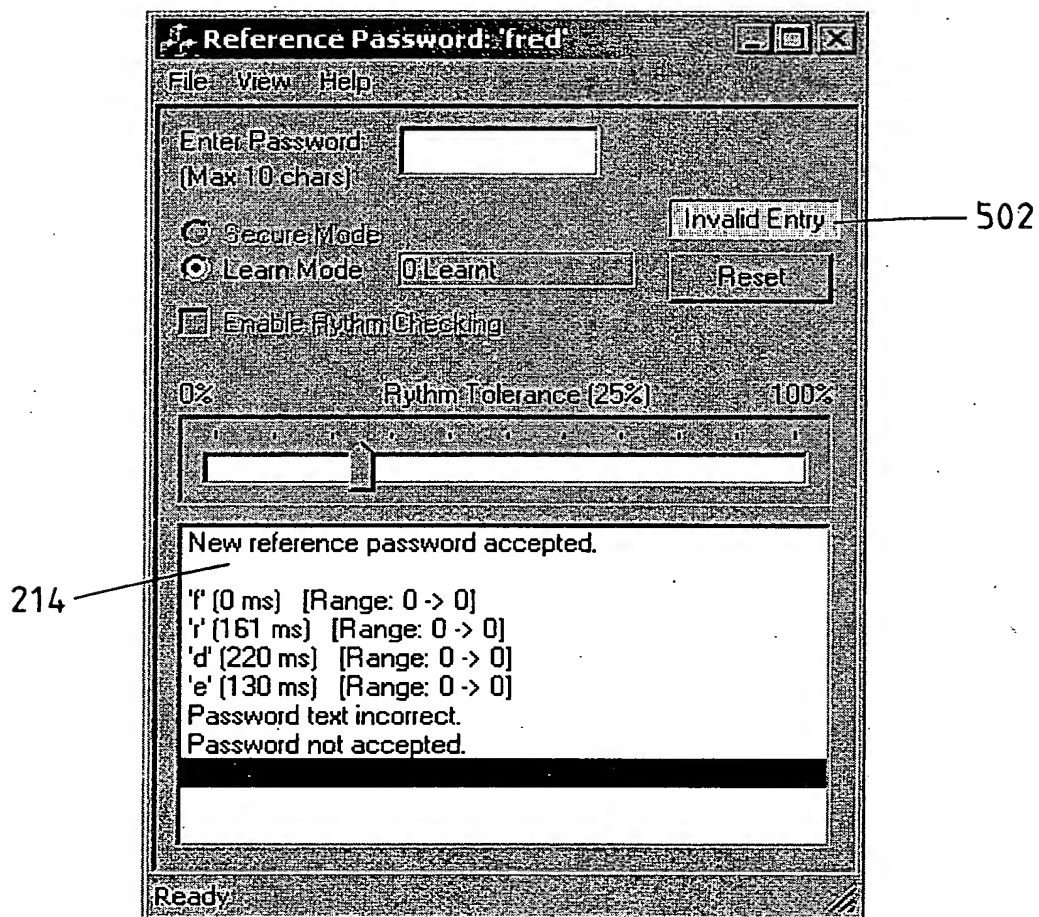 Reference Password: 'fred'
File View Help
Enter Password:
(Max 10 chars)
Invalid Entry
502
Secure Mode
Learn Mode
0 Learnt
Reset
Enable Rythm Checking
0% Rythm Tolerance (25%) 100%
New reference password accepted.
214
'f' (0 ms) [Range: 0 -> 0]
'r' (161 ms) [Range: 0 -> 0]
'd' (220 ms) [Range: 0 -> 0]
'e' (130 ms) [Range: 0 -> 0]
Password text incorrect.
Password not accepted.
Ready